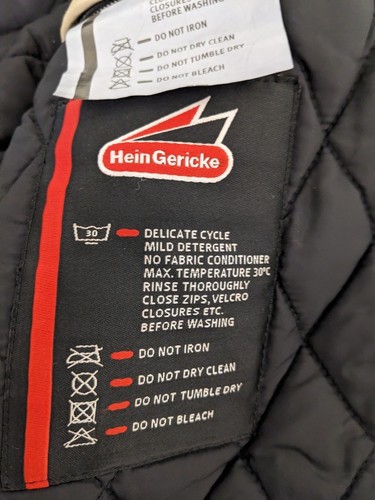 CLOSURES ETC.
BEFORE WASHING
DO NOT IRON
DO NOT DRY CLEAN
DO NOT TUMBLE DRY
DO NOT BLEACH
Hein Gericke
30
DELICATE CYCLE
MILD DETERGENT
NO FABRIC CONDITIONER
MAX. TEMPERATURE 30°C
RINSE THOROUGHLY
CLOSE ZIPS, VELCRO
CLOSURES ETC.
BEFORE WASHING
DO NOT IRON
DO NOT DRY CLEAN
DO NOT TUMBLE DRY
DO NOT BLEACH